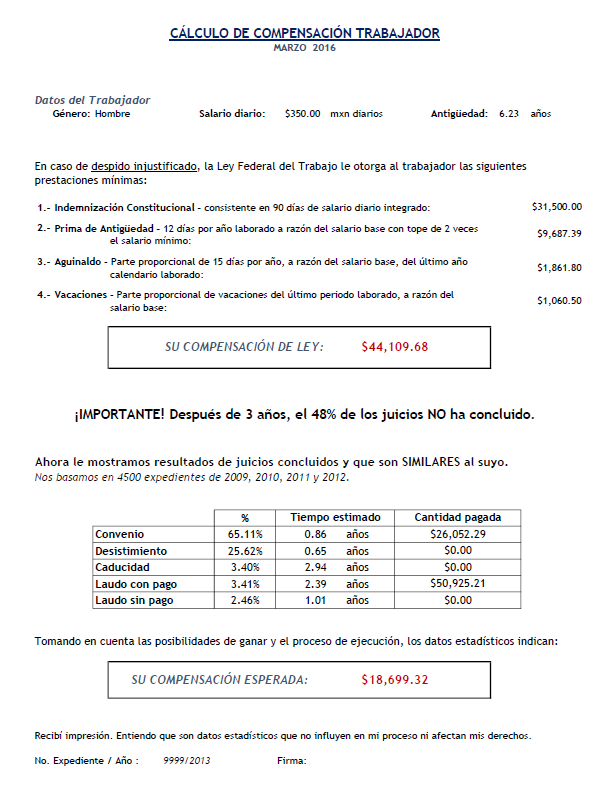 CÁLCULO DE COMPENSACIÓN TRABAJADOR
MARZO 2016
Datos del Trabajador
Género: Hombre Salario diario: $350.00 mxn diarios Antigüedad: 6.23 años
En caso de despido injustificado, la Ley Federal del Trabajo le otorga al trabajador las siguientes
prestaciones mínimas:
1.- Indemnización Constitucional - consistente en 90 días de salario diario integrado: $31,500.00
2.- Prima de Antigüedad - 12 días por año laborado a razón del salario base con tope de 2 veces
el salario mínimo: $9,687.39
3.- Aguinaldo - Parte proporcional de 15 días por año, a razón del salario base, del último año
calendario laborado: $1,861.80
4.- Vacaciones - Parte proporcional de vacaciones del último periodo laborado, a razón del
salario base: $1,060.50
SU COMPENSACIÓN DE LEY: $44,109.68
¡IMPORTANTE! Después de 3 años, el 48% de los juicios NO ha concluido.
Ahora le mostramos resultados de juicios concluidos y que son SIMILARES al suyo.
Nos basamos en 4500 expedientes de 2009, 2010, 2011 y 2012.
% Tiempo estimado Cantidad pagada
Convenio 65.11% 0.86 años $26,052.29
Desistimiento 25.62% 0.65 años $0.00
Caducidad 3.40% 2.94 años $0.00
Laudo con pago 3.41% 2.39 años $50,925.21
Laudo sin pago 2.46% 1.01 años $0.00
Tomando en cuenta las posibilidades de ganar y el proceso de ejecución, los datos estadísticos indican:
SU COMPENSACIÓN ESPERADA: $18,699.32
Recibí impresión. Entiendo que son datos estadísticos que no influyen en mi proceso ni afectan mis derechos.
No. Expediente / Año : 9999/2013 Firma: